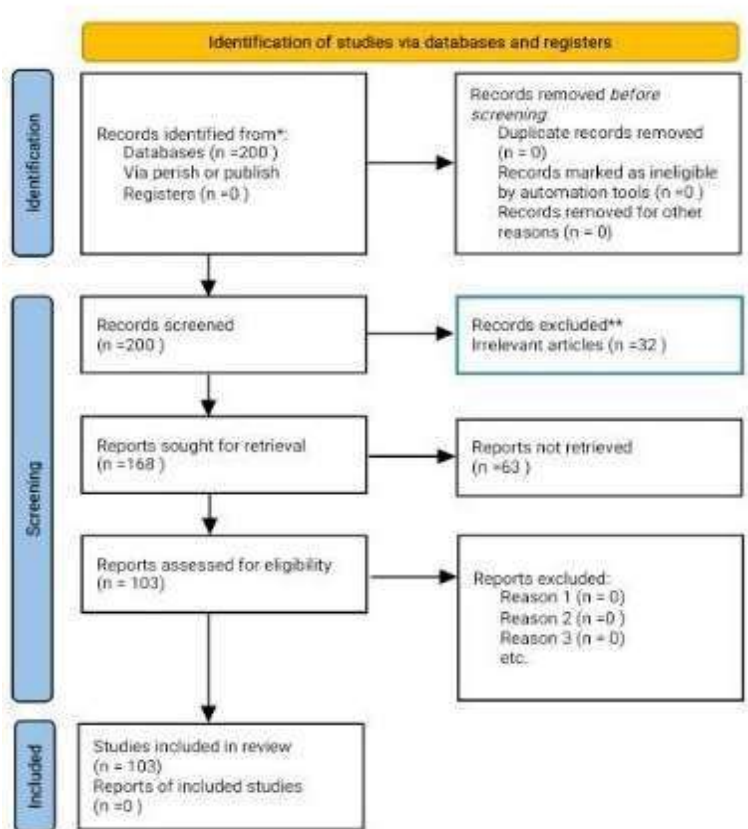 Identification of studies via databases and registers
Identification
Records identified from*:
Databases (n =200 )
Via perish or publish
Registers (n =0 )
Records removed before
screening
Duplicate records removed
(n = 0)
Records marked as ineligible
by automation tools (n =0 )
Records removed for other
reasons (n = 0)
Screening
Records screened
(n =200 )
Records excluded**
Irrelevant articles (n =32 )
Reports sought for retrieval
(n =168 )
Reports not retrieved
(n =63 )
Reports assessed for eligibility
(n = 103)
Reports excluded:
Reason 1 (n = 0)
Reason 2 (n =0 )
Reason 3 (n = 0)
etc.
Included
Studies included in review
(n = 103)
Reports of included studies
(n =0 )